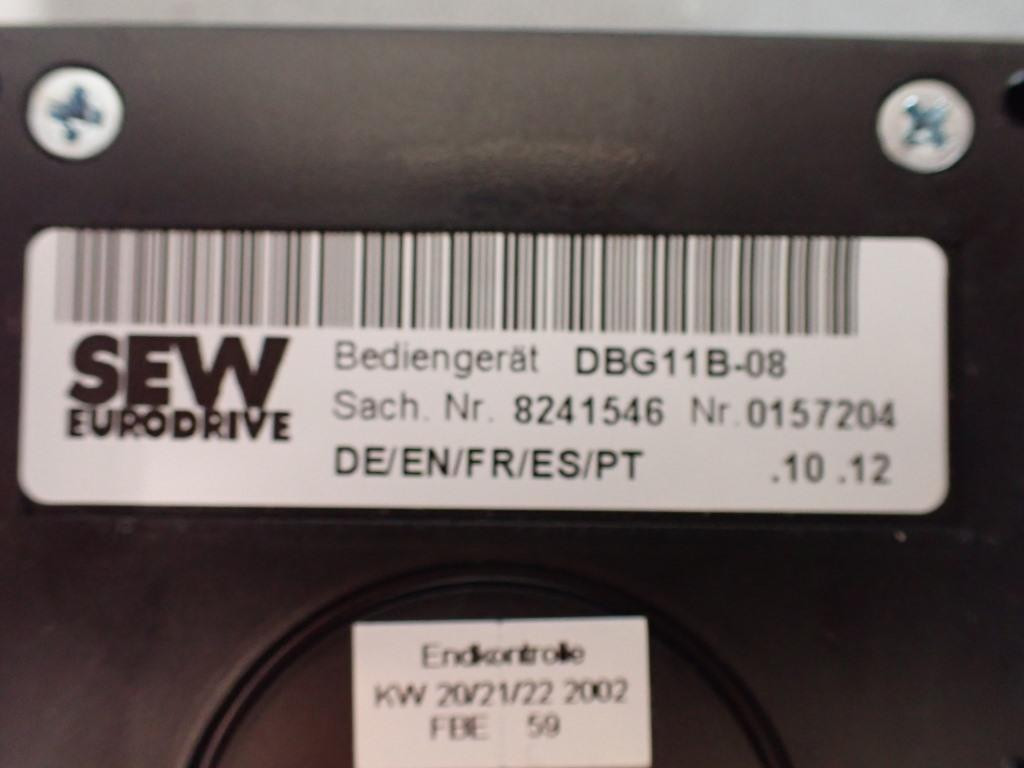 SEW
EURODRIVE
Bediengerät DBG11B-08
Sach. Nr. 8241546 Nr.0157204
DE/EN/FR/ES/PT .10 .12
Endkontrolle
KW 20/21/22 2002
FBE 59